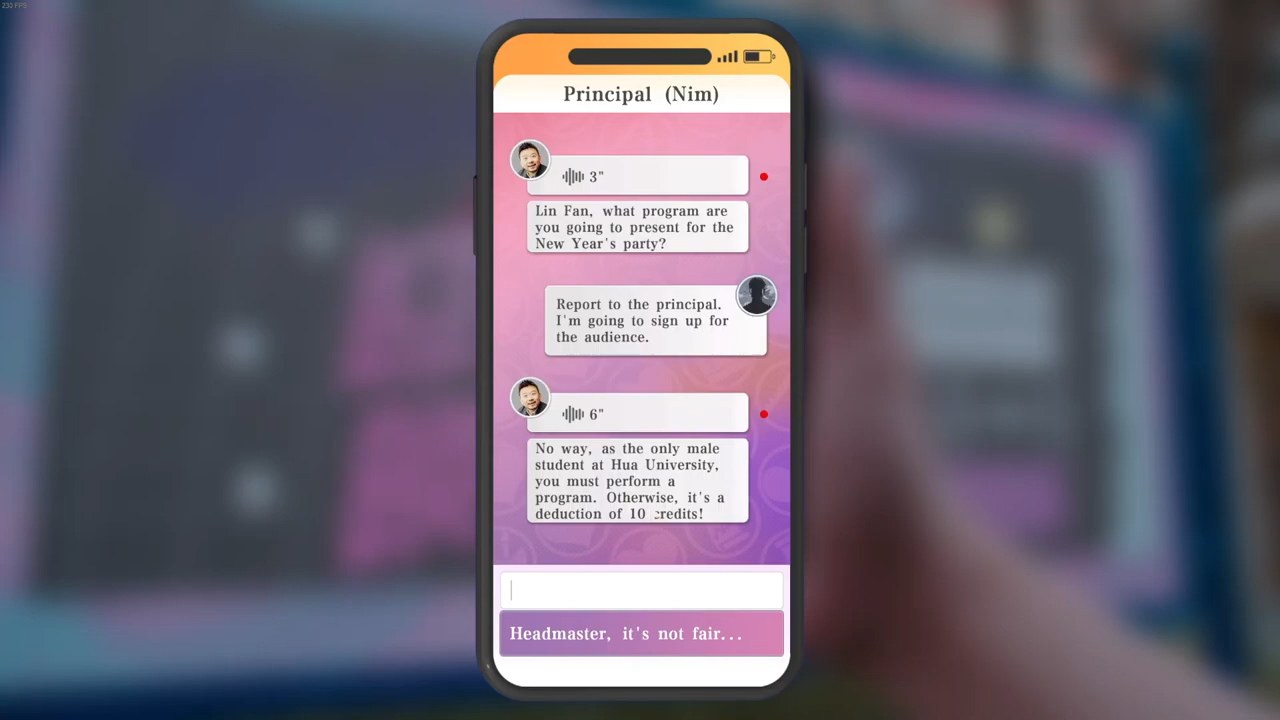 233 FPS
Principal (Nim)
3"
Lin Fan, what program are
you going to present for the
New Year's party?
Report to the principal.
I'm going to sign up for
the audience.
6"
No way, as the only male
student at Hua University,
you must perform a
program. Otherwise, it's a
deduction of 10 credits!
Headmaster, it's not fair...